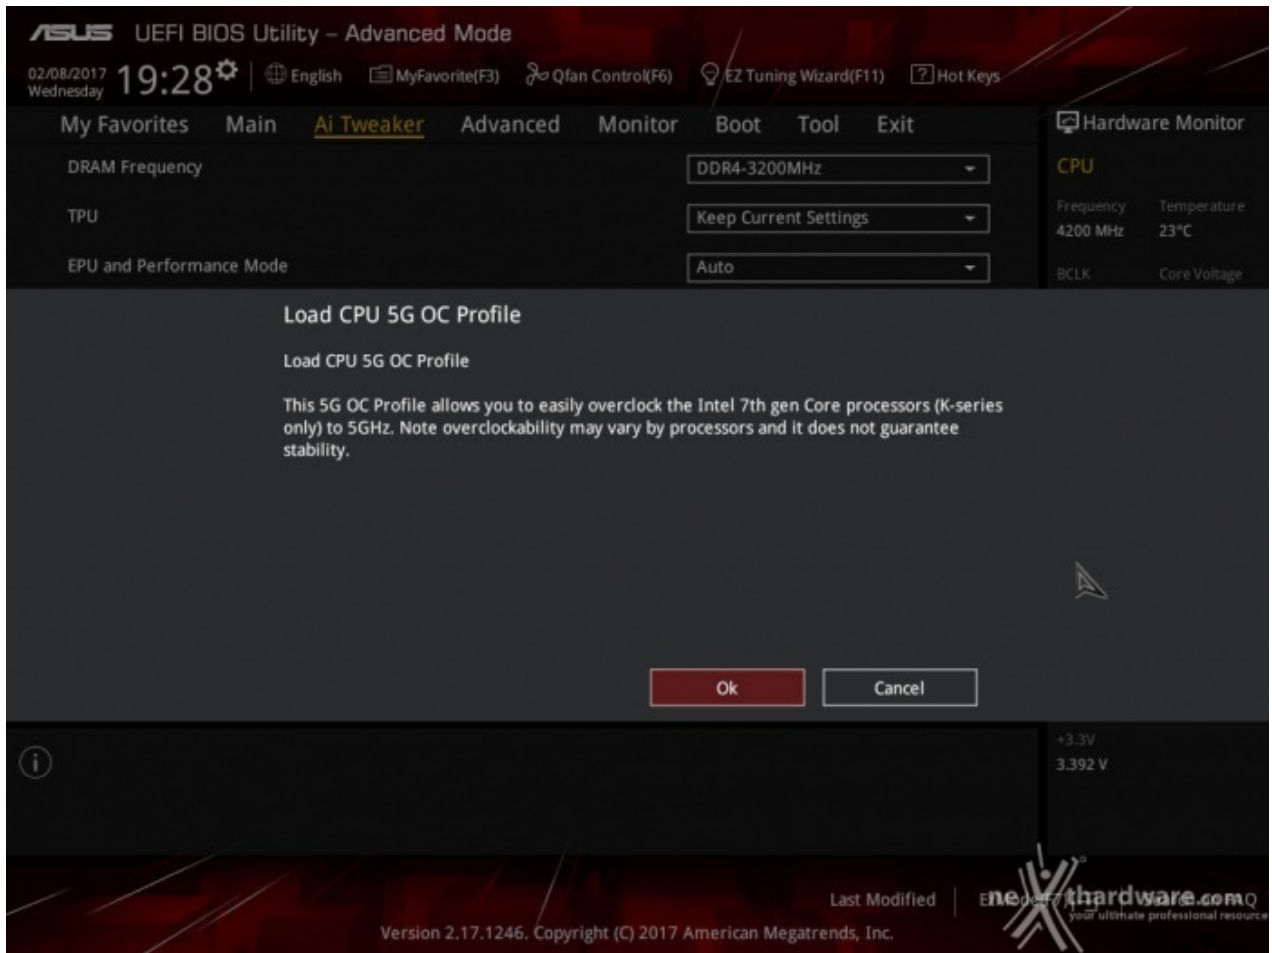 ASUS UEFI BIOS Utility – Advanced Mode
02/08/2017
Wednesday
19:28
English
MyFavorite(F3)
Qfan Control(F6)
EZ Tuning Wizard(F11)
? Hot Keys
My Favorites
Main
Ai Tweaker
Advanced
Monitor
Boot
Tool
Exit
Hardware Monitor
DRAM Frequency
DDR4-3200MHz
CPU
TPU
Keep Current Settings
Frequency
Temperature
4200 MHz
23°C
EPU and Performance Mode
Auto
BCLK
Core Voltage
Load CPU 5G OC Profile
Load CPU 5G OC Profile
This 5G OC Profile allows you to easily overclock the Intel 7th gen Core processors (K-series
only) to 5GHz. Note overclockability may vary by processors and it does not guarantee
stability.
Ok
Cancel
+3.3V
3.392 V
i
Last Modified
thardware.com
your ultimate professional resource
Version 2.17.1246. Copyright (C) 2017 American Megatrends, Inc.